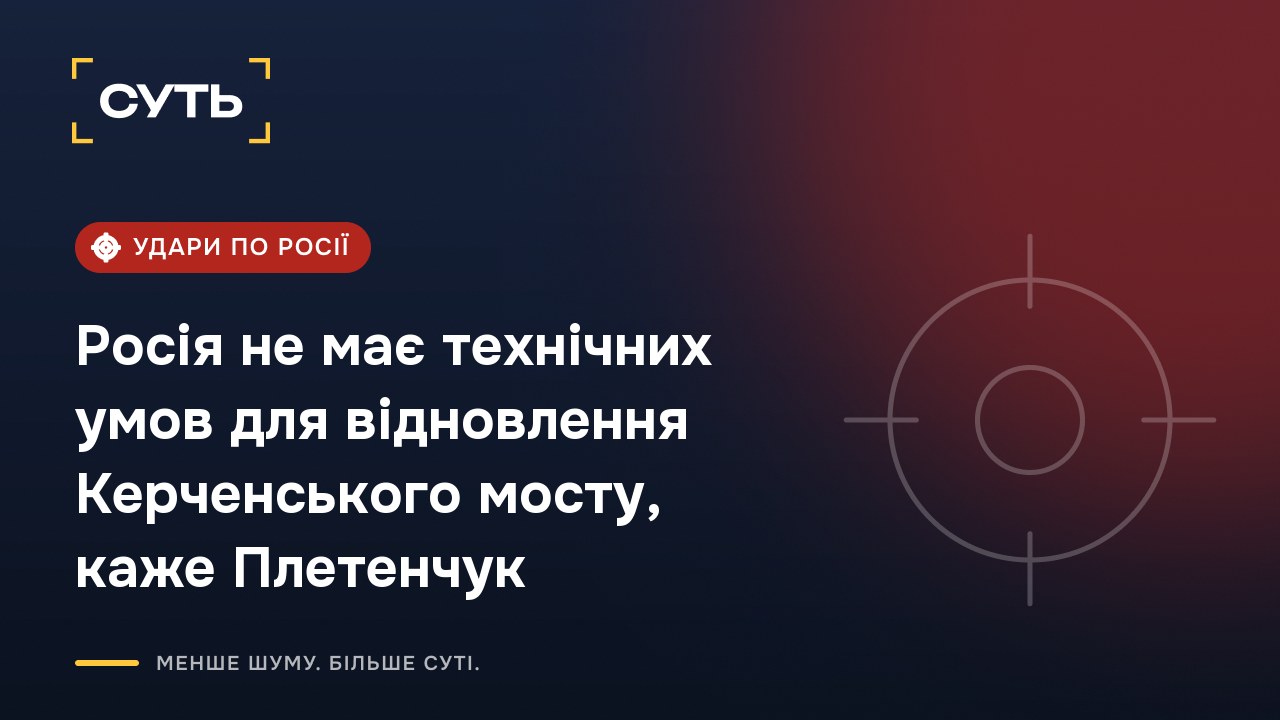 СУТЬ
УДАРИ ПО РОСІЇ
Росія не має технічних
умов для відновлення
Керченського мосту,
каже Плетенчук
МЕНШЕ ШУМУ. БІЛЬШЕ СУТІ.